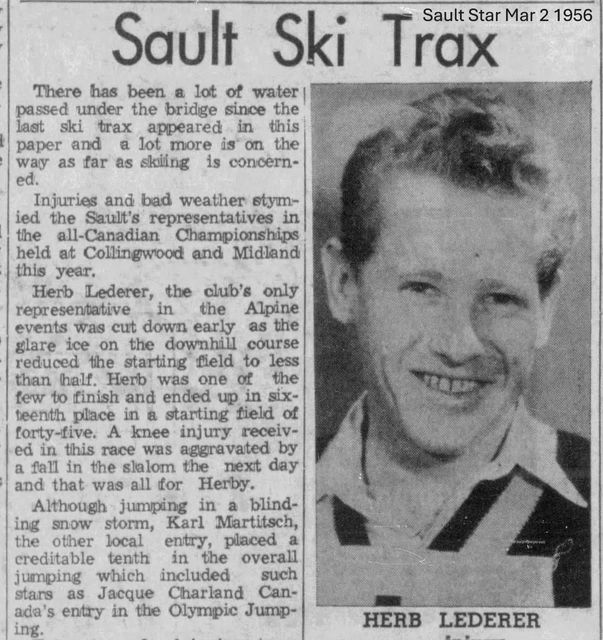 Sault Star Mar 2 1956
Sault Ski Trax
There has been a lot of water
passed under the bridge since the
last ski trax appeared in this
paper and a lot more is on the
way as far as skiing is concern-
ed.
Injuries and bad weather stym-
ied the Sault's representatives in
the all-Canadian Championships
held at Collingwood and Midland
this year.
Herb Lederer, the club's only
representative in the Alpine
events was cut down early as the
glare ice on the downhill course
reduced the starting field to less
than half. Herb was one of the
few to finish and ended up in six-
teenth place in a starting field of
forty-five. A knee injury receiv-
ed in this race was aggravated by
a fall in the slalom the next day
and that was all for Herby.
Although jumping in a blind-
ing snow storm, Karl Martitsch,
the other local entry, placed a
creditable tenth in the overall
jumping which included such
stars as Jacque Charland Can-
ada's entry in the Olympic Jump-
ing.
HERB LEDERER